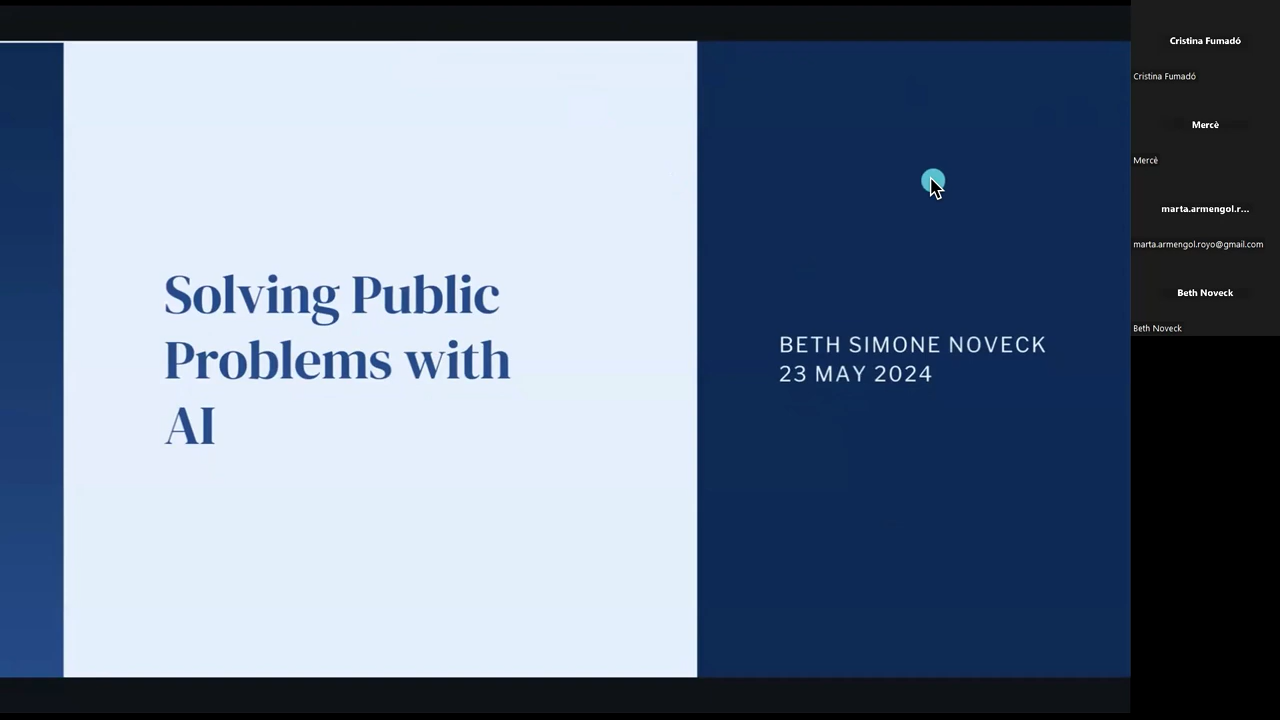 Solving Public
Problems with
AI
BETH SIMONE NOVECK
23 MAY 2024
Cristina Fumadó
Cristina Fumadó
Mercè
Mercè
marta.armengol.r...
marta.armengol.royo@gmail.com
Beth Noveck
Beth Noveck